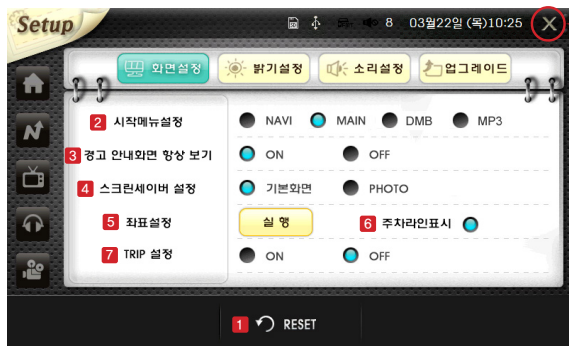 Setup 8 03월22일 (목)10:25
화면설정 밝기설정 소리설정 업그레이드
2 시작메뉴설정 NAVI MAIN DMB MP3
3 경고 안내화면 항상 보기 ON OFF
4 스크린세이버 설정 기본화면 PHOTO
5 좌표설정 실 행 6 주차라인표시
7 TRIP 설정 ON OFF
1 RESET